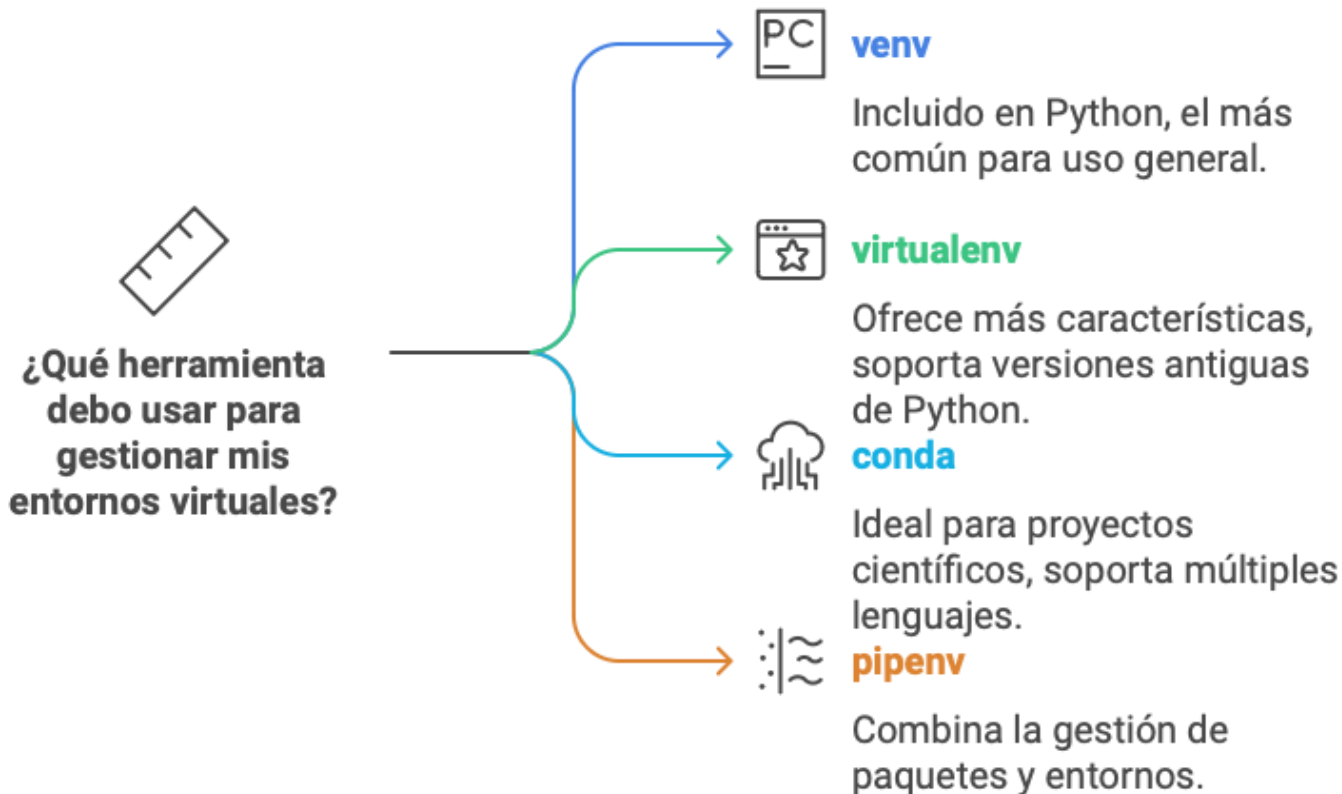 ¿Qué herramienta
debo usar para
gestionar mis
entornos virtuales?
PC
venv
Incluido en Python, el más
común para uso general.
virtualenv
Ofrece más características,
soporta versiones antiguas
de Python.
conda
Ideal para proyectos
científicos, soporta múltiples
lenguajes.
pipenv
Combina la gestión de
paquetes y entornos.